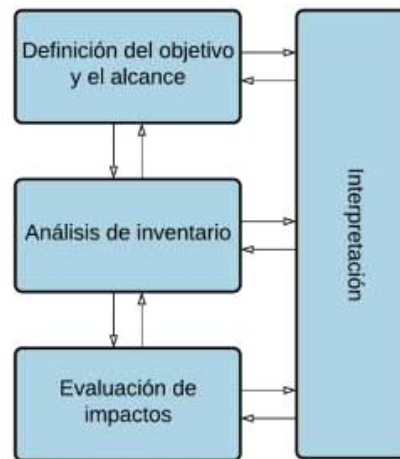 Definición del objetivo
y el alcance
Análisis de inventario
Evaluación de
impactos
Interpretación